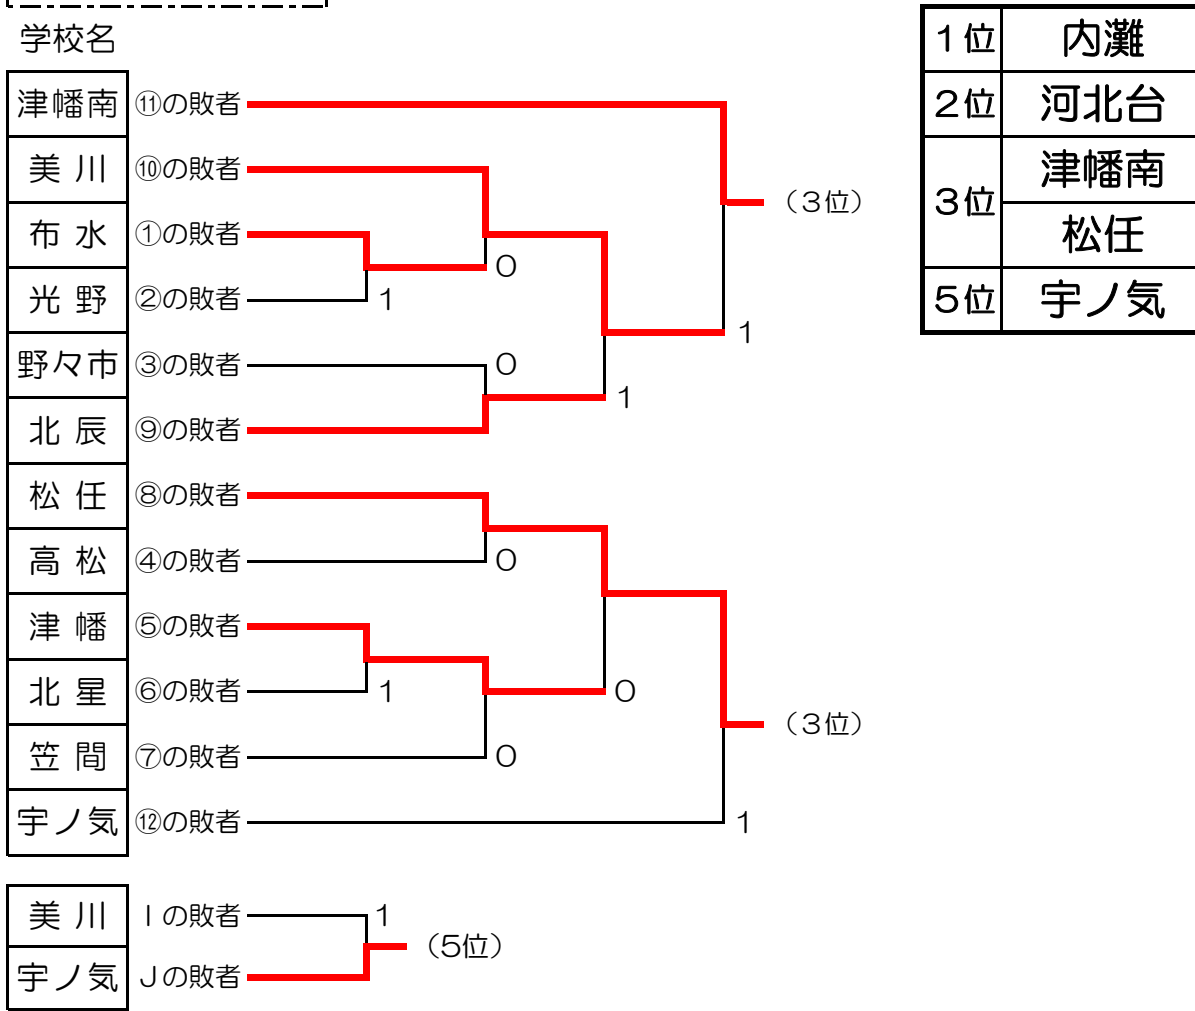 学校名
津幡南 ⑪の敗者
美川 ⑩の敗者
(3位)
布水 ①の敗者
0
光野 ②の敗者 1
1
野々市 ③の敗者 0
1
北辰 ⑨の敗者
松任 ⑧の敗者
高松 ④の敗者 0
津幡 ⑤の敗者
北星 ⑥の敗者 1 0
(3位)
笠間 ⑦の敗者 0
宇ノ気 ⑫の敗者 1
美川 Iの敗者 1
(5位)
宇ノ気 Jの敗者
1位 内灘
2位 河北台
3位 津幡南
松任
5位 宇ノ気